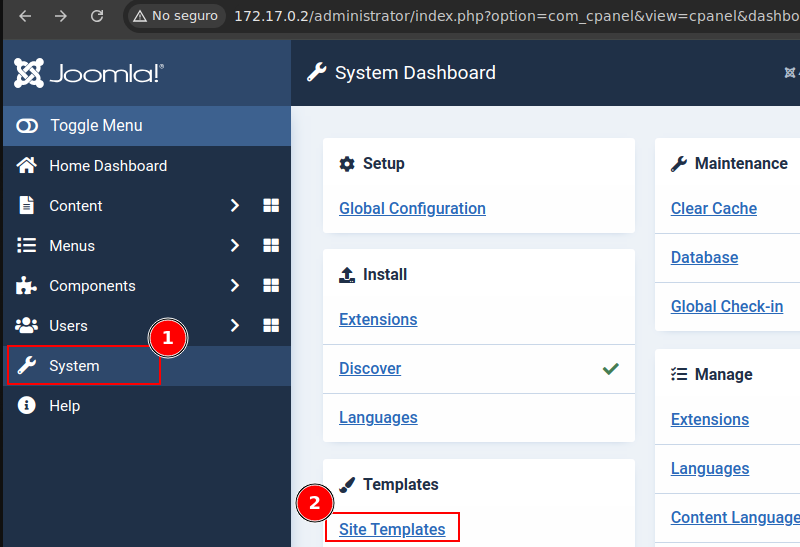 No seguro 172.17.0.2/administrator/index.php?option=com_cpanel&view=cpanel&dashbo
Joomla!®
System Dashboard
Toggle Menu
Home Dashboard
Content
Menus
Components
Users
1
System
Help
Setup
Global Configuration
Install
Extensions
Discover
Languages
Templates
2
Site Templates
Maintenance
Clear Cache
Database
Global Check-in
Manage
Extensions
Languages
Content Language